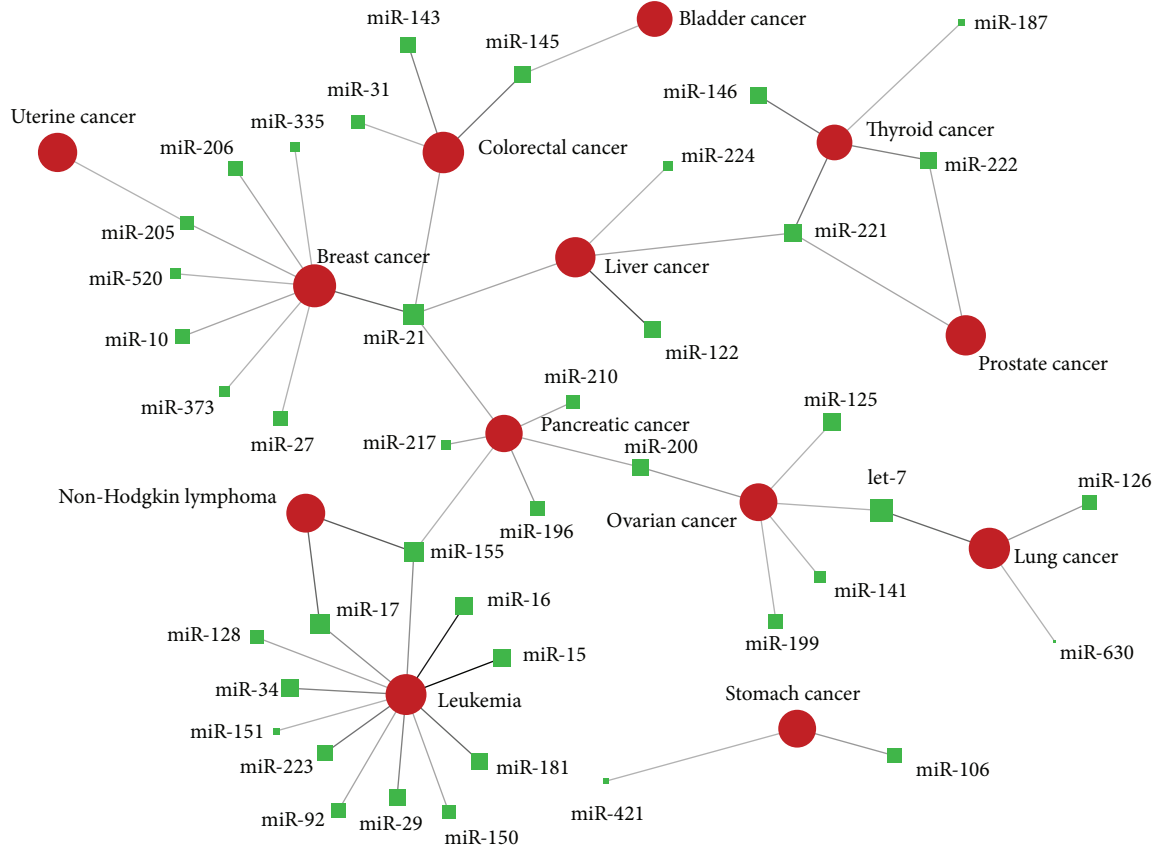 miR-143
Bladder cancer
miR-187
miR-145
miR-31
miR-146
Uterine cancer
miR-335
Thyroid cancer
miR-206
Colorectal cancer
miR-224
miR-222
miR-205
miR-221
Breast cancer
Liver cancer
miR-520
miR-10
miR-21
miR-122
Prostate cancer
miR-210
miR-373
miR-125
Pancreatic cancer
miR-27
miR-217
miR-200
let-7
miR-126
Non-Hodgkin lymphoma
Ovarian cancer
miR-196
miR-155
Lung cancer
miR-141
miR-16
miR-17
miR-128
miR-199
miR-630
miR-15
miR-34
Stomach cancer
Leukemia
miR-151
miR-223
miR-181
miR-106
miR-421
miR-92
miR-29
miR-150